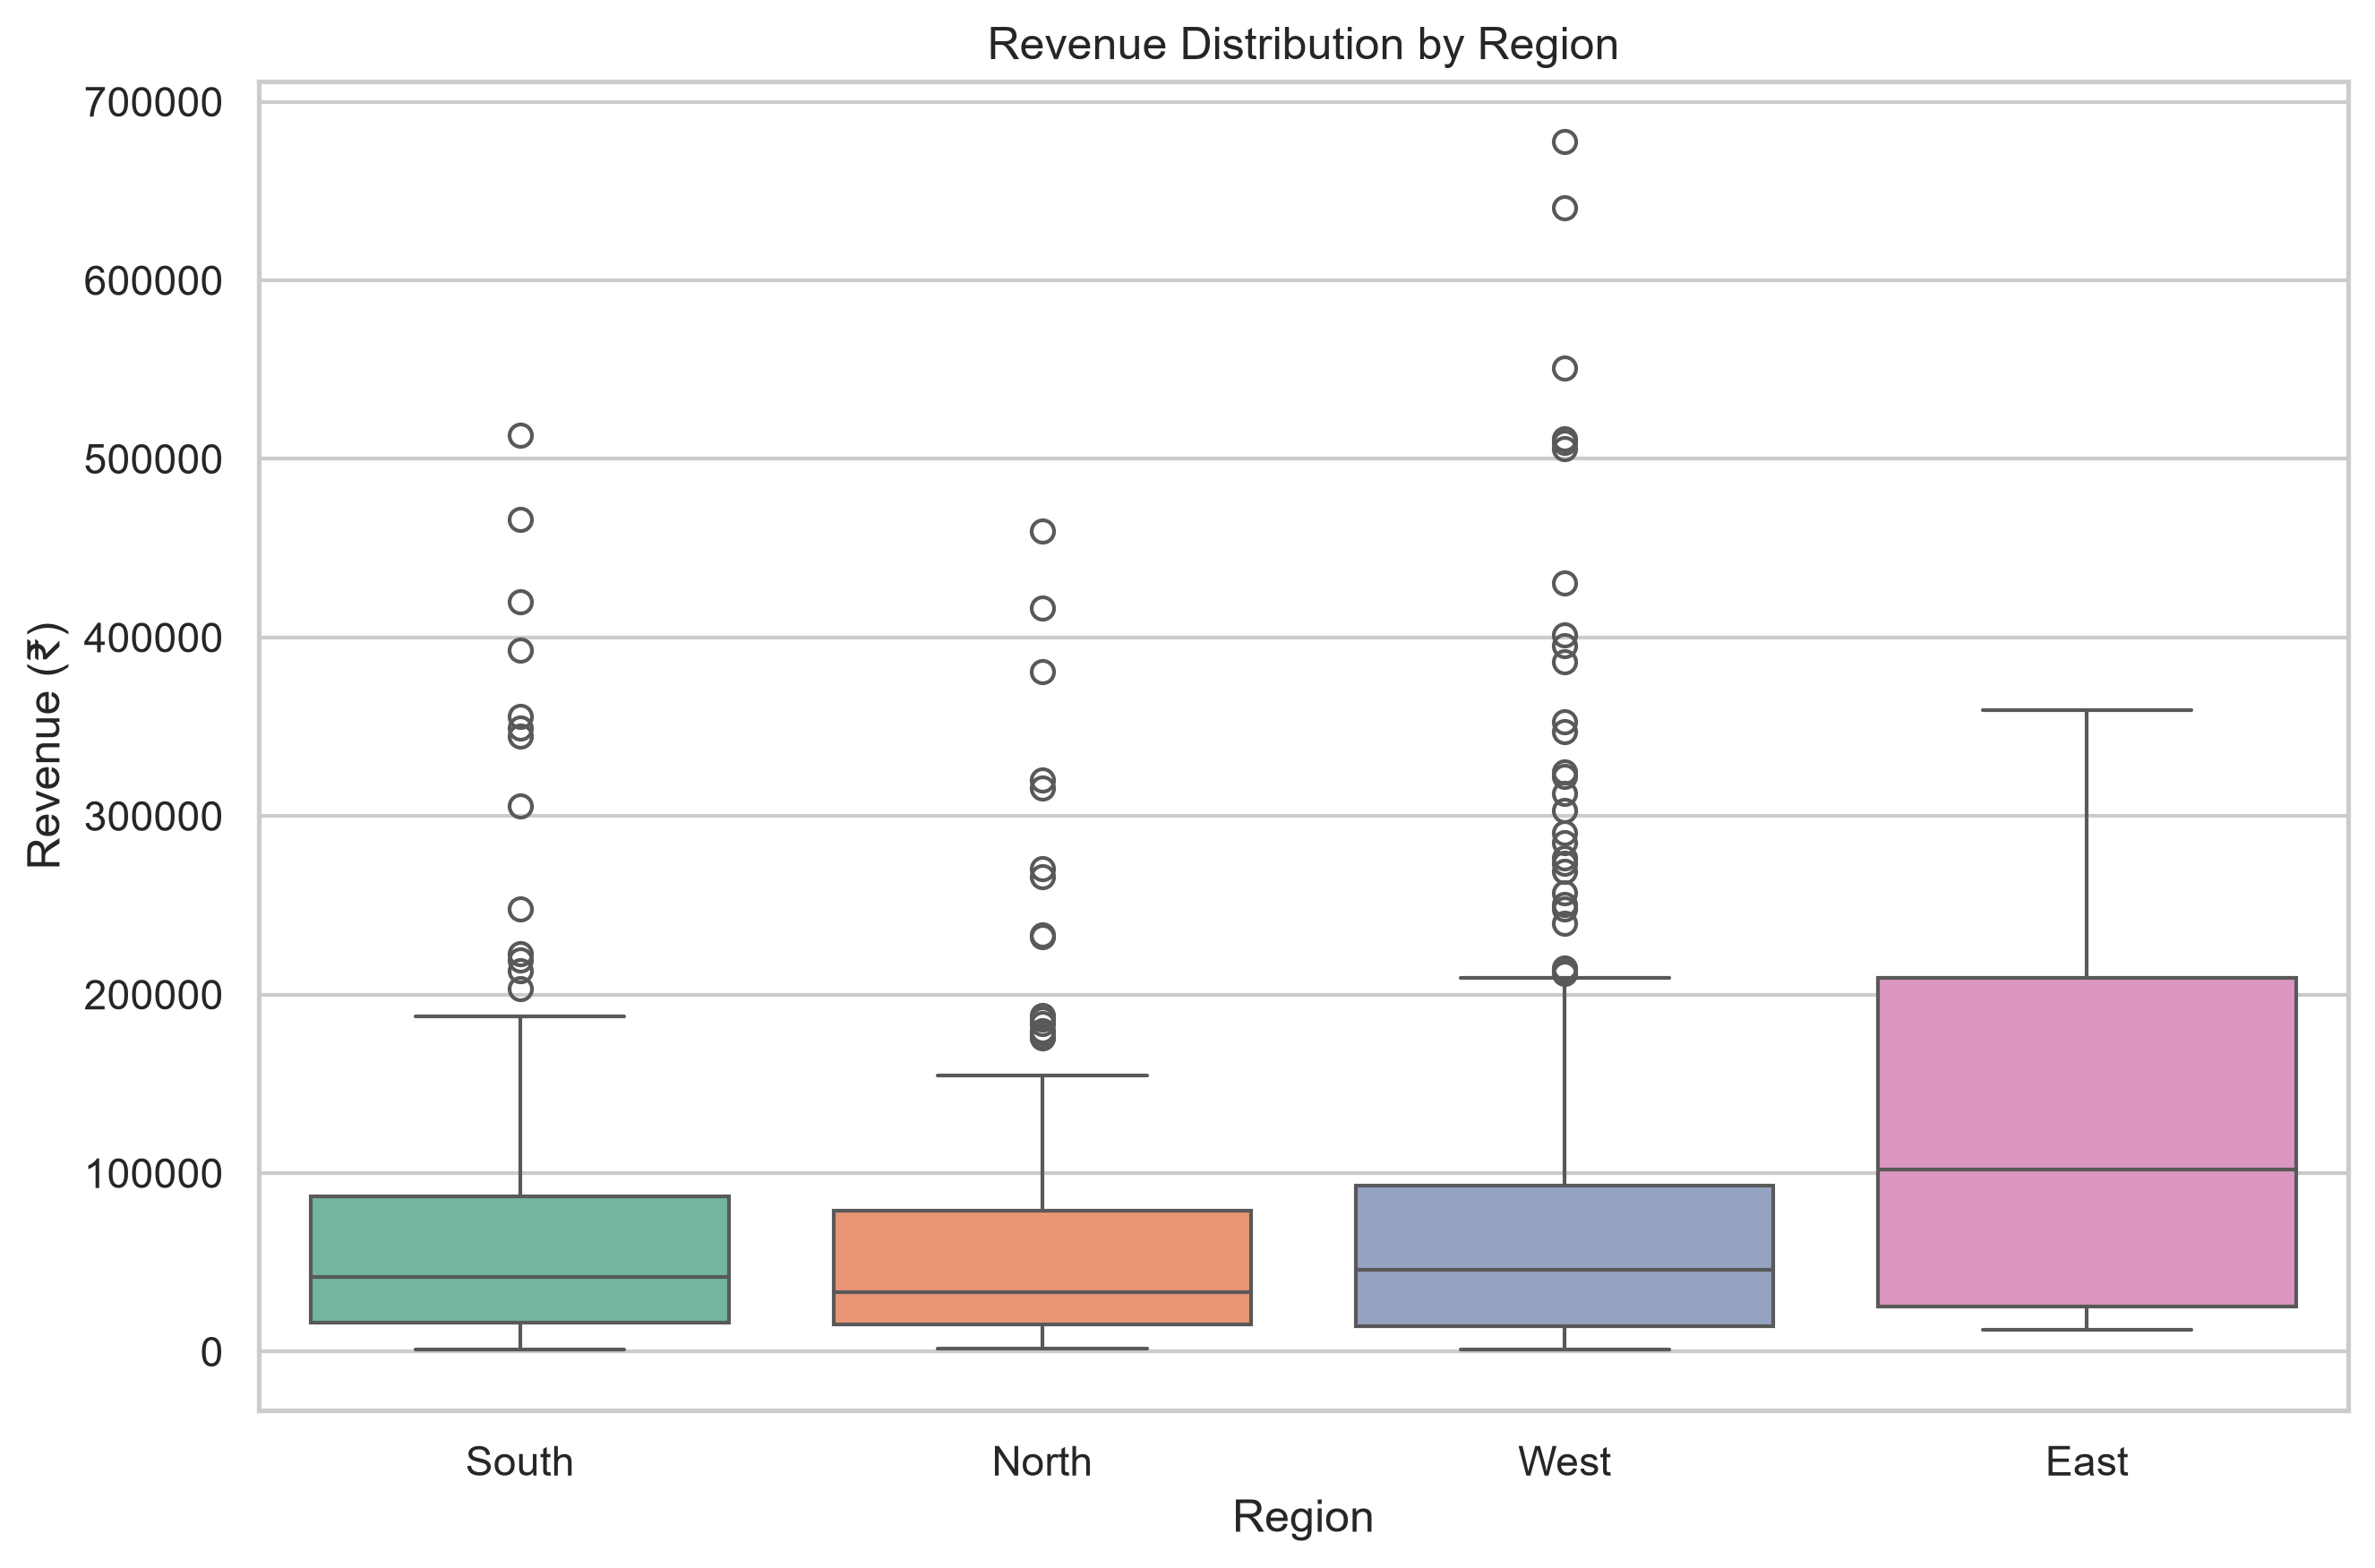 Revenue Distribution by Region
700000
600000
500000
400000
300000
200000
100000
0
Revenue (₹)
South North West East
Region